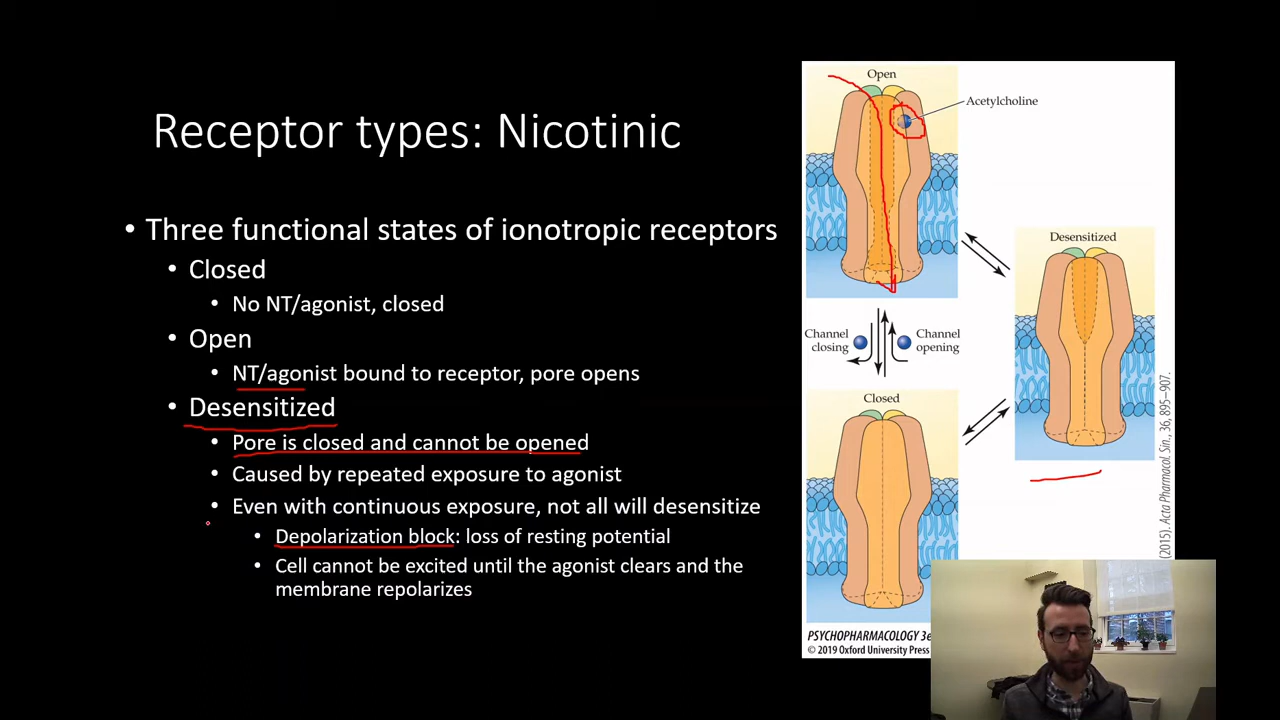 Receptor types: Nicotinic
• Three functional states of ionotropic receptors
• Closed
• No NT/agonist, closed
• Open
• NT/agonist bound to receptor, pore opens
• Desensitized
• Pore is closed and cannot be opened
• Caused by repeated exposure to agonist
• Even with continuous exposure, not all will desensitize
• Depolarization block: loss of resting potential
• Cell cannot be excited until the agonist clears and the
membrane repolarizes
Open
Acetylcholine
Desensitized
Channel
closing
Channel
opening
Closed
(2015). Acta Pharmacol. Sin., 36, 895–907.
PSYCHOPHARMACOLOGY 3e
© 2019 Oxford University Press